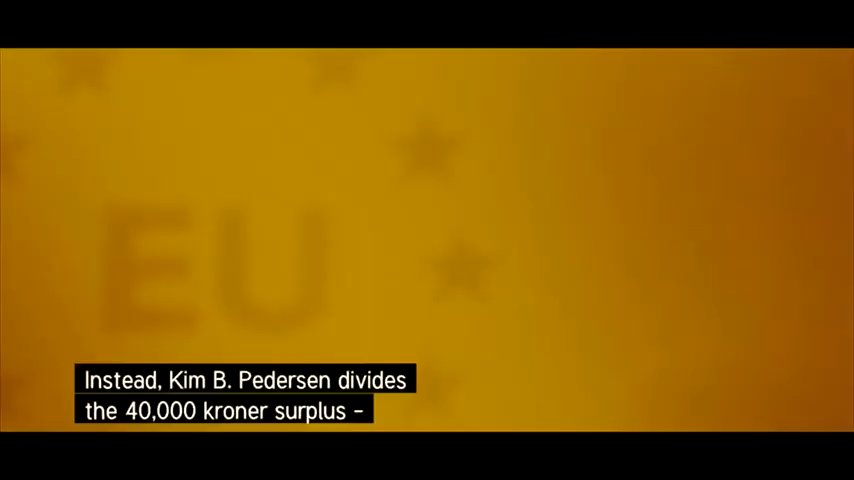 EU
Instead, Kim B. Pedersen divides
the 40,000 kroner surplus -